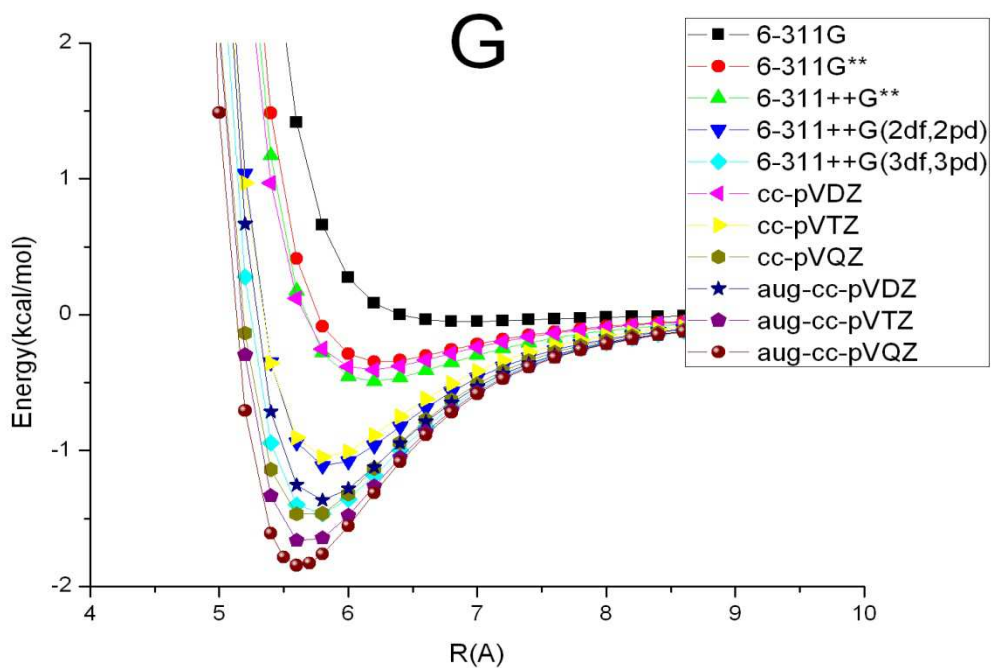 G
6-311G
6-311G**
6-311++G**
6-311++G(2df,2pd)
6-311++G(3df,3pd)
cc-pVDZ
cc-pVTZ
cc-pVQZ
aug-cc-pVDZ
aug-cc-pVTZ
aug-cc-pVQZ
Energy(kcal/mol)
2
1
0
-1
-2
4 5 6 7 8 9 10
R(A)